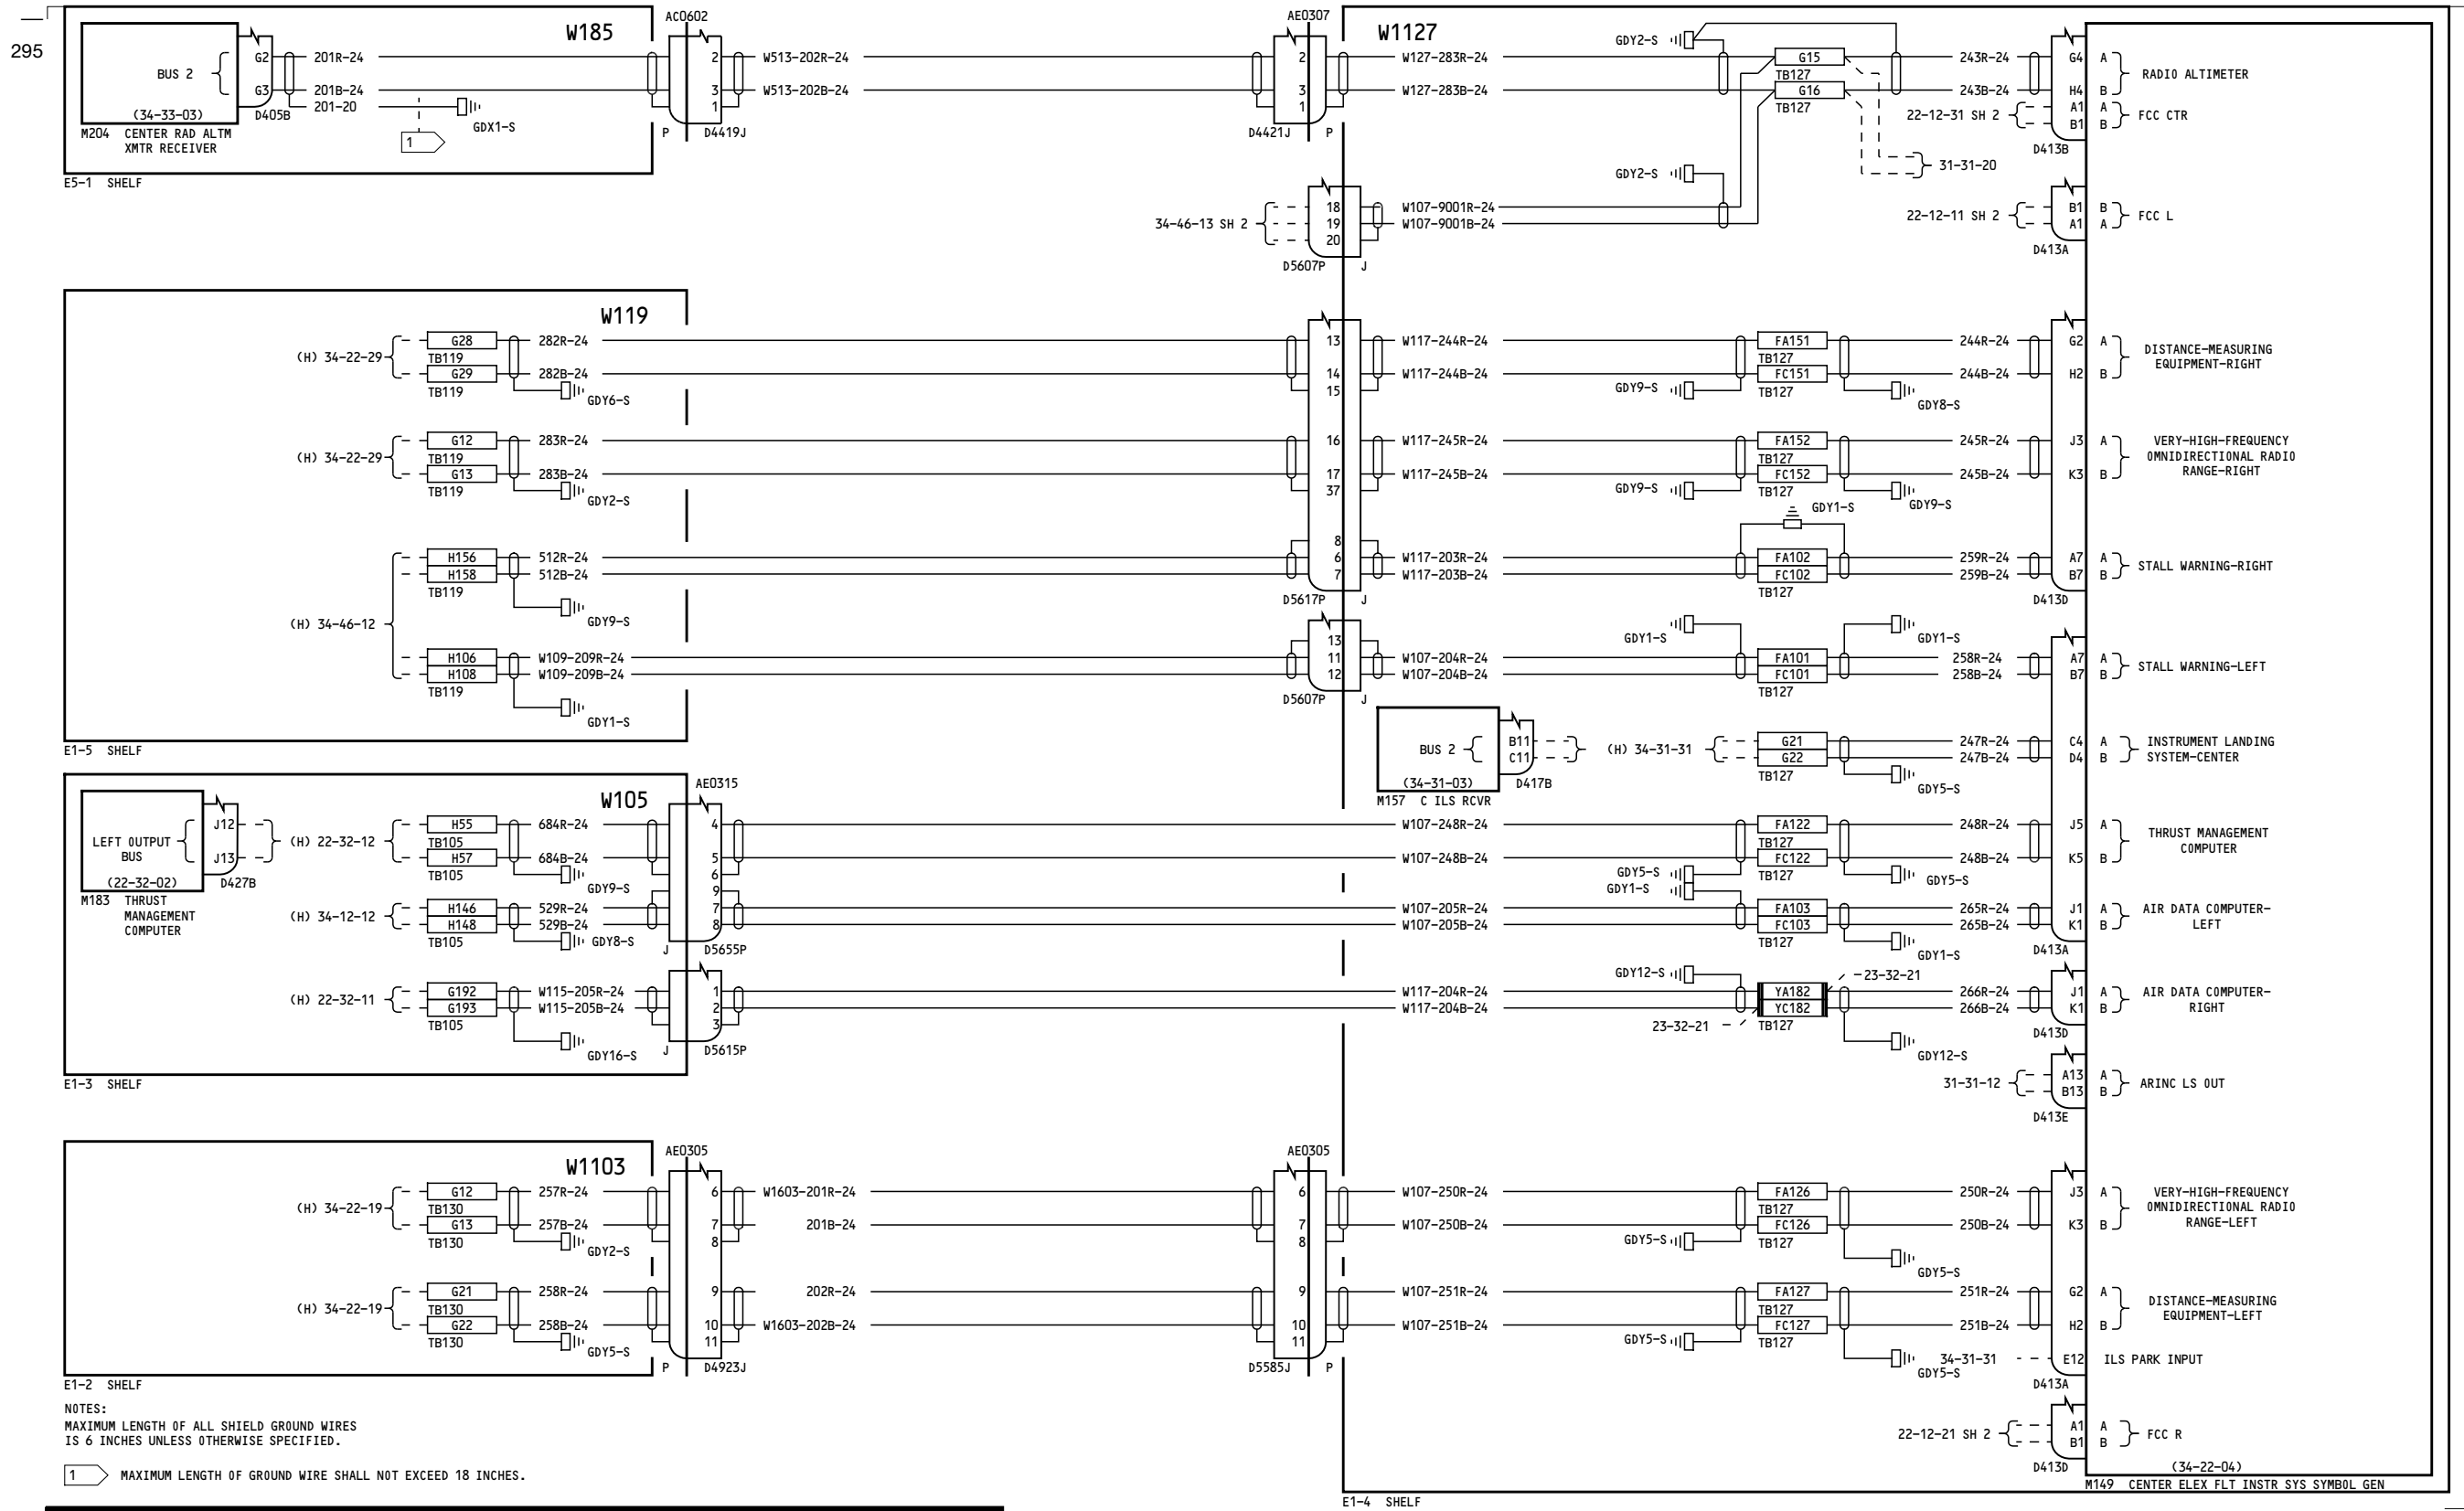 295
W185
AC0602
AE0307
W1127
BUS 2
G2
G3
(34-33-03)
D405B
M204 CENTER RAD ALTM
XMTR RECEIVER
201R-24
201B-24
201-20
GDX1-S
1
P
2
3
1
D4419J
W513-202R-24
W513-202B-24
2
3
1
D4421J
P
W127-283R-24
W127-283B-24
GDY2-S
G15
TB127
G16
TB127
243R-24
243B-24
G4 A
H4 B
RADIO ALTIMETER
22-12-31 SH 2
A1 A
B1 B
FCC CTR
D413B
31-31-20
E5-1 SHELF
34-46-13 SH 2
18
19
20
D5607P
J
W107-9001R-24
W107-9001B-24
GDY2-S
22-12-11 SH 2
B1 B
A1 A
FCC L
D413A
W119
(H) 34-22-29
G28
TB119
G29
TB119
282R-24
282B-24
GDY6-S
13
14
15
W117-244R-24
W117-244B-24
GDY9-S
FA151
TB127
FC151
TB127
244R-24
244B-24
GDY8-S
G2 A
H2 B
DISTANCE-MEASURING
EQUIPMENT-RIGHT
(H) 34-22-29
G12
TB119
G13
TB119
283R-24
283B-24
GDY2-S
16
17
37
W117-245R-24
W117-245B-24
GDY9-S
FA152
TB127
FC152
TB127
245R-24
245B-24
GDY9-S
J3 A
K3 B
VERY-HIGH-FREQUENCY
OMNIDIRECTIONAL RADIO
RANGE-RIGHT
GDY1-S
(H) 34-46-12
H156
H158
TB119
512R-24
512B-24
GDY9-S
8
6
7
D5617P
J
W117-203R-24
W117-203B-24
FA102
FC102
TB127
259R-24
259B-24
A7 A
B7 B
STALL WARNING-RIGHT
D413D
H106
H108
TB119
W109-209R-24
W109-209B-24
GDY1-S
13
11
12
D5607P
J
W107-204R-24
W107-204B-24
GDY1-S
FA101
FC101
TB127
GDY1-S
258R-24
258B-24
A7 A
B7 B
STALL WARNING-LEFT
E1-5 SHELF
BUS 2
B11
C11
(34-31-03)
D417B
M157 C ILS RCVR
(H) 34-31-31
G21
G22
TB127
247R-24
247B-24
GDY5-S
C4 A
D4 B
INSTRUMENT LANDING
SYSTEM-CENTER
W105
AE0315
LEFT OUTPUT
BUS
J12
J13
(22-32-02)
D427B
M183 THRUST
MANAGEMENT
COMPUTER
(H) 22-32-12
H55
TB105
H57
TB105
684R-24
684B-24
GDY9-S
4
5
6
W107-248R-24
W107-248B-24
GDY5-S
FA122
TB127
FC122
TB127
248R-24
248B-24
GDY5-S
J5 A
K5 B
THRUST MANAGEMENT
COMPUTER
(H) 34-12-12
H146
H148
TB105
529R-24
529B-24
GDY8-S
9
7
8
J
D5655P
W107-205R-24
W107-205B-24
GDY1-S
FA103
FC103
TB127
265R-24
265B-24
GDY1-S
J1 A
K1 B
AIR DATA COMPUTER-
LEFT
D413A
(H) 22-32-11
G192
G193
TB105
W115-205R-24
W115-205B-24
GDY16-S
1
2
3
J
D5615P
W117-204R-24
W117-204B-24
GDY12-S
YA182
YC182
TB127
23-32-21
23-32-21
266R-24
266B-24
GDY12-S
J1 A
K1 B
AIR DATA COMPUTER-
RIGHT
D413D
E1-3 SHELF
31-31-12
A13 A
B13 B
ARINC LS OUT
D413E
W1103
AE0305
AE0305
(H) 34-22-19
G12
TB130
G13
TB130
257R-24
257B-24
GDY2-S
6
7
8
W1603-201R-24
201B-24
6
7
8
W107-250R-24
W107-250B-24
GDY5-S
FA126
TB127
FC126
TB127
250R-24
250B-24
GDY5-S
J3 A
K3 B
VERY-HIGH-FREQUENCY
OMNIDIRECTIONAL RADIO
RANGE-LEFT
(H) 34-22-19
G21
TB130
G22
TB130
258R-24
258B-24
GDY5-S
9
10
11
P
D4923J
202R-24
W1603-202B-24
9
10
11
D5585J
P
W107-251R-24
W107-251B-24
GDY5-S
FA127
TB127
FC127
TB127
251R-24
251B-24
GDY5-S
G2 A
H2 B
DISTANCE-MEASURING
EQUIPMENT-LEFT
34-31-31
E12 ILS PARK INPUT
D413A
E1-2 SHELF
22-12-21 SH 2
A1 A
B1 B
FCC R
D413D
(34-22-04)
M149 CENTER ELEX FLT INSTR SYS SYMBOL GEN
E1-4 SHELF
NOTES:
MAXIMUM LENGTH OF ALL SHIELD GROUND WIRES
IS 6 INCHES UNLESS OTHERWISE SPECIFIED.
1 MAXIMUM LENGTH OF GROUND WIRE SHALL NOT EXCEED 18 INCHES.